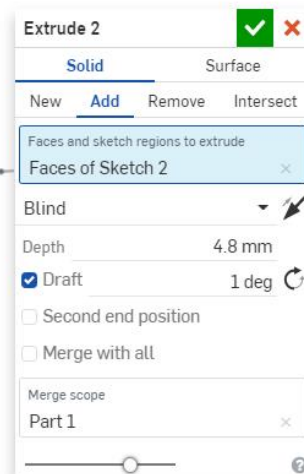 Extrude 2
Solid Surface
New Add Remove Intersect
Faces and sketch regions to extrude
Faces of Sketch 2
Blind
Depth 4.8 mm
Draft 1 deg
Second end position
Merge with all
Merge scope
Part 1